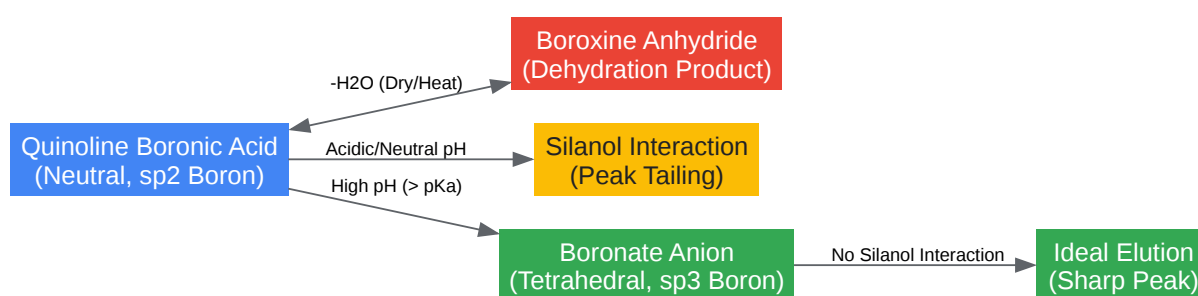 Boroxine Anhydride
(Dehydration Product)
-H2O (Dry/Heat)
Quinoline Boronic Acid
(Neutral, sp2 Boron)
Acidic/Neutral pH
Silanol Interaction
(Peak Tailing)
High pH (> pKa)
Boronate Anion
(Tetrahedral, sp3 Boron)
No Silanol Interaction
Ideal Elution
(Sharp Peak)